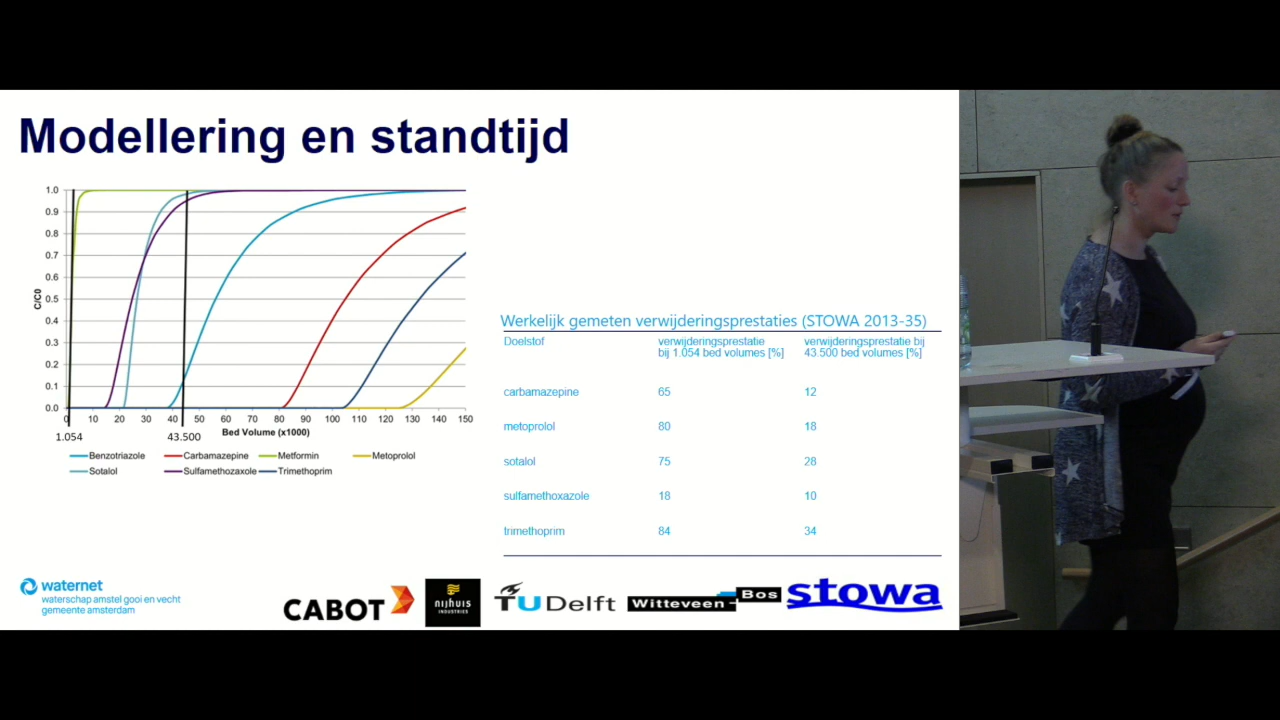 Modellering en standtijd
1.0
0.9
0.8
0.7
0.6
0.5
0.4
0.3
0.2
0.1
0.0
C/C0
0 10 20 30 40 50 60 70 80 90 100 110 120 130 140 150
1.054
43.500
Bed Volume (x1000)
Benzotriazole Carbamazepine Metformin Metoprolol
Sotalol Sulfamethozaxole Trimethoprim
Werkelijk gemeten verwijderingsprestaties (STOWA 2013-35)
Doelstof verwijderingsprestatie verwijderingsprestatie bij
bij 1.054 bed volumes [%] 43.500 bed volumes [%]
carbamazepine 65 12
metoprolol 80 18
sotalol 75 28
sulfamethoxazole 18 10
trimethoprim 84 34
waternet
waterschap amstel gooi en vecht
gemeente amsterdam
CABOT
nijhuis
INDUSTRIES
TU Delft
Witteveen Bos
stowa